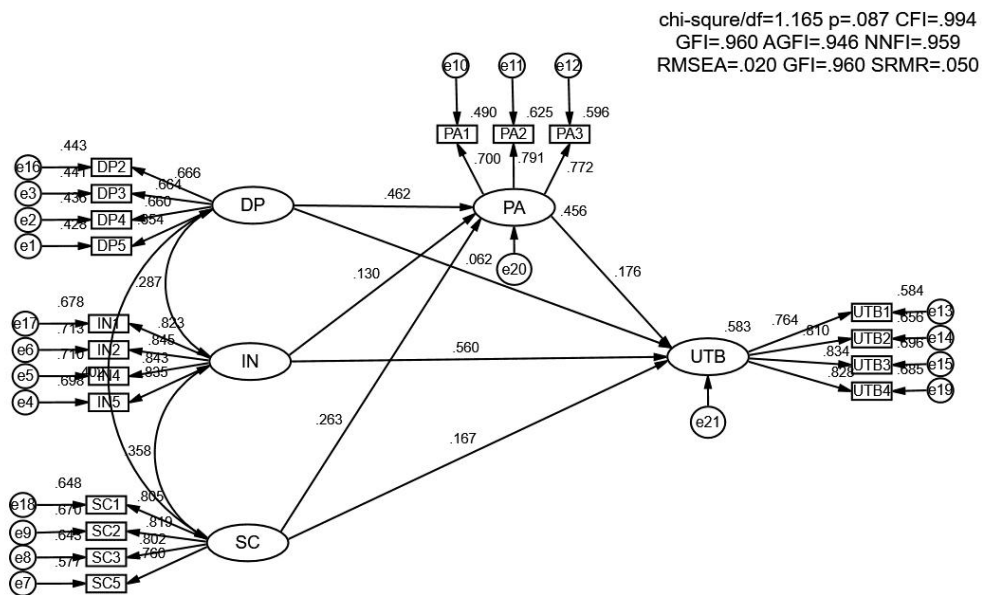 chi-squre/df=1.165 p=.087 CFI=.994
GFI=.960 AGFI=.946 NNFI=.959
RMSEA=.020 GFI=.960 SRMR=.050
e10 e11 e12
.490 .625 .596
PA1 PA2 PA3
.700 .791 .772
.443
e16 DP2 .666
.441
e3 DP3 .664
.436
e2 DP4 .660
.428 .654
e1 DP5
DP .462 PA .456
e20
.287 .130 .062 .176
.678
e17 IN1 .823
.713
e6 IN2 .845
.710
e5 IN4 .843
.402 .835
.698
e4 IN5
IN .560 UTB .583
e21
.584
.764 UTB1 e13
.656
.810 UTB2 e14
.696
.834 UTB3 e15
.685
.828 UTB4 e19
.358 .263 .167
.648
e18 SC1 .805
.670
e9 SC2 .819
.643
e8 SC3 .802
.577 .760
e7 SC5
SC